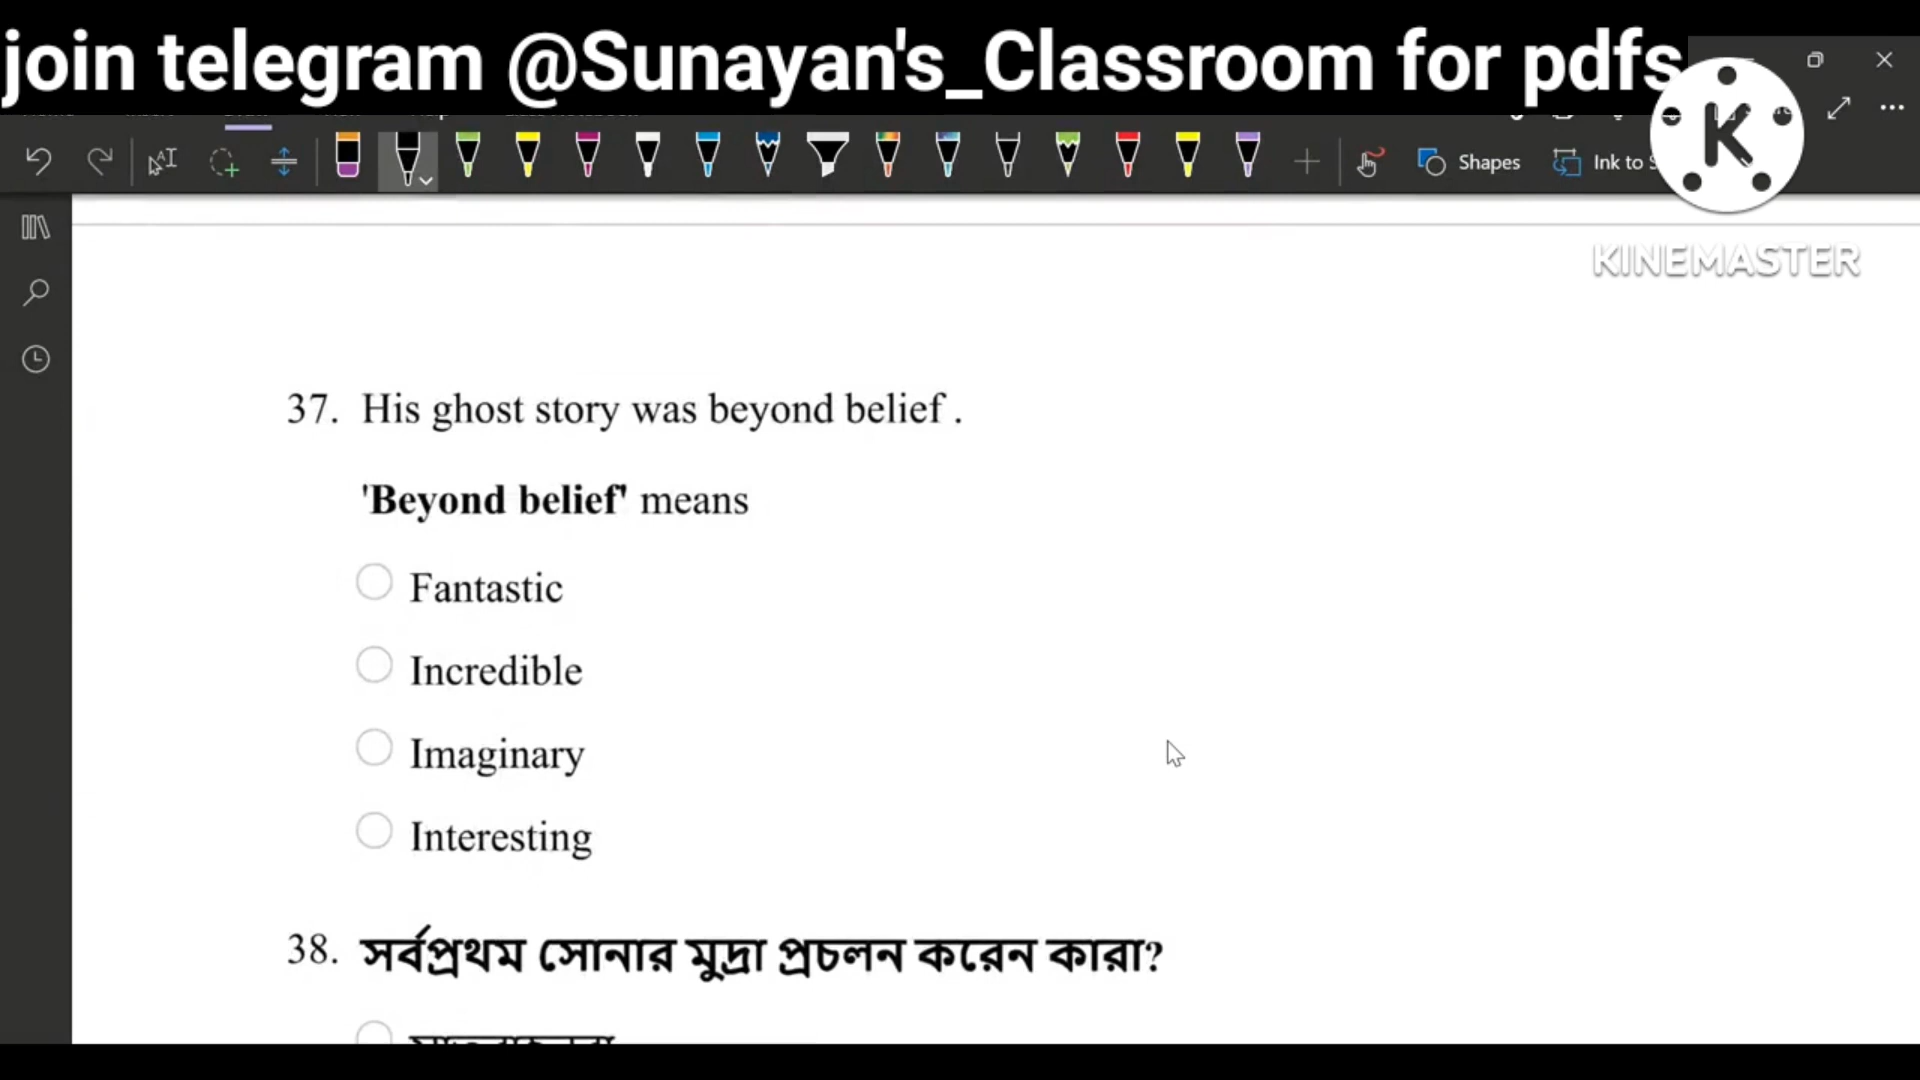 join telegram @Sunayan's_Classroom for pdfs
Shapes
Ink to S
K
KINEMASTER
37. His ghost story was beyond belief .
'Beyond belief' means
Fantastic
Incredible
Imaginary
Interesting
38. সর্বপ্রথম সোনার মুদ্রা প্রচলন করেন কারা?